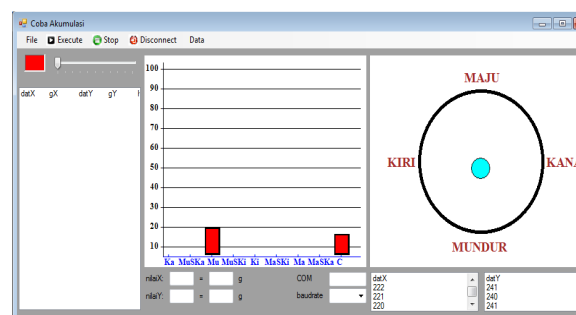 Coba Akumulasi
File Execute Stop Disconnect Data
datX gX datY gY
100
90
80
70
60
50
40
30
20
10
Ka MuSKa Mu MuSKi Ki MaSKi Ma MaSKa C
MAJU
KIRI
KANA
MUNDUR
nilaiX: = g COM
nilaiY: = g baudrate
datX
222
221
220
datY
241
240
241